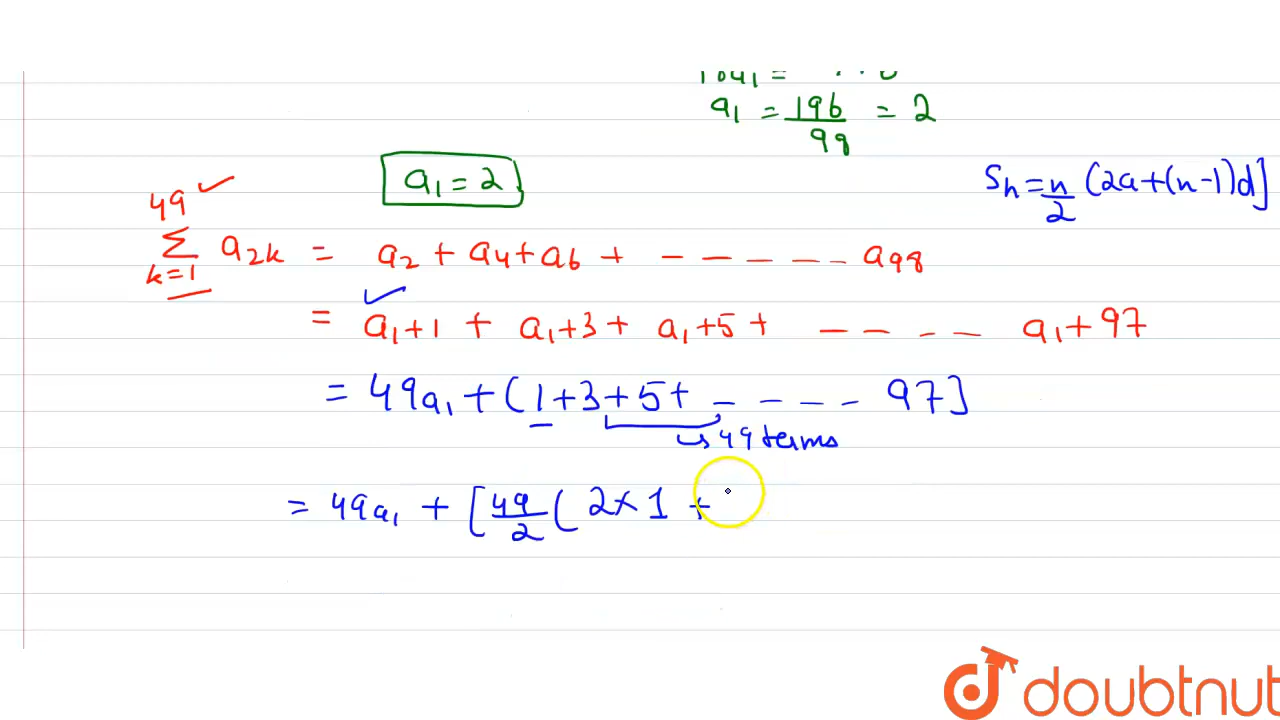 a₁ = 196/98 = 2
a₁ = 2
Sn = n/2 (2a+(n-1)d]
49 Σ k=1 a2k = a2 + a4 + a6 + ----- a98
= a₁+1 + a₁+3 + a₁+5 + ---- a₁+97
= 49a₁ + (1+3+5+ ---- 97]
↳ 49 terms
= 49a₁ + [49/2 ( 2×1 +
doubtnut